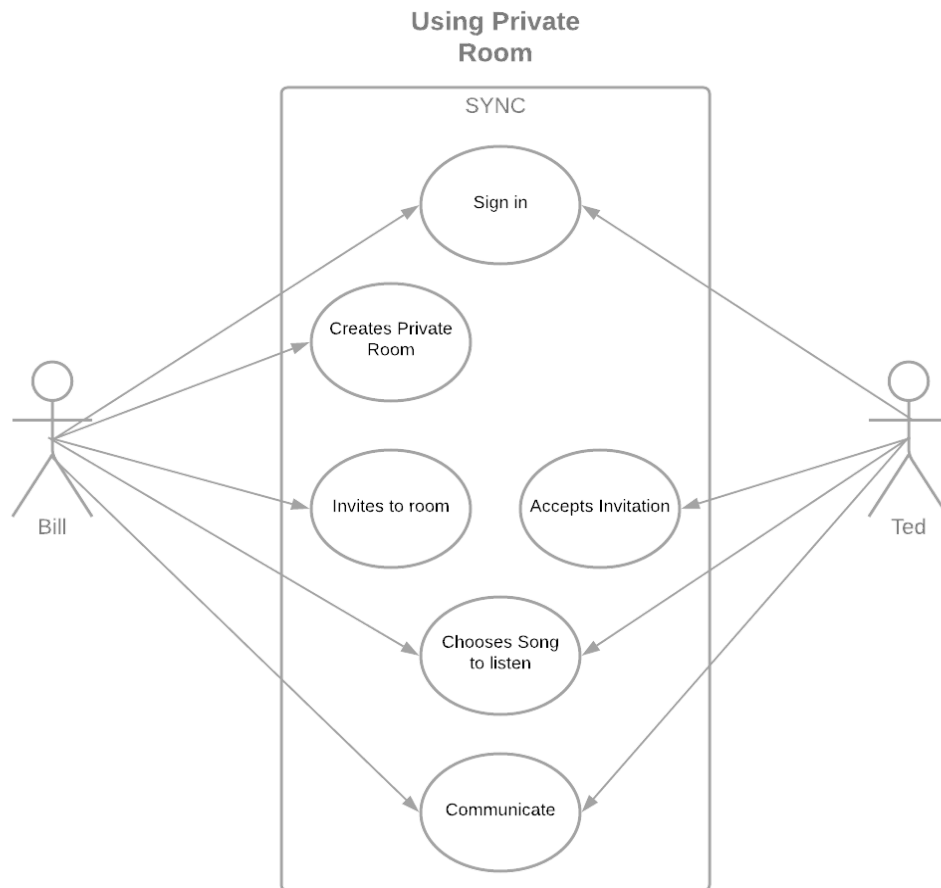 Using Private
Room
SYNC
Sign in
Creates Private
Room
Invites to room
Accepts Invitation
Bill
Ted
Chooses Song
to listen
Communicate